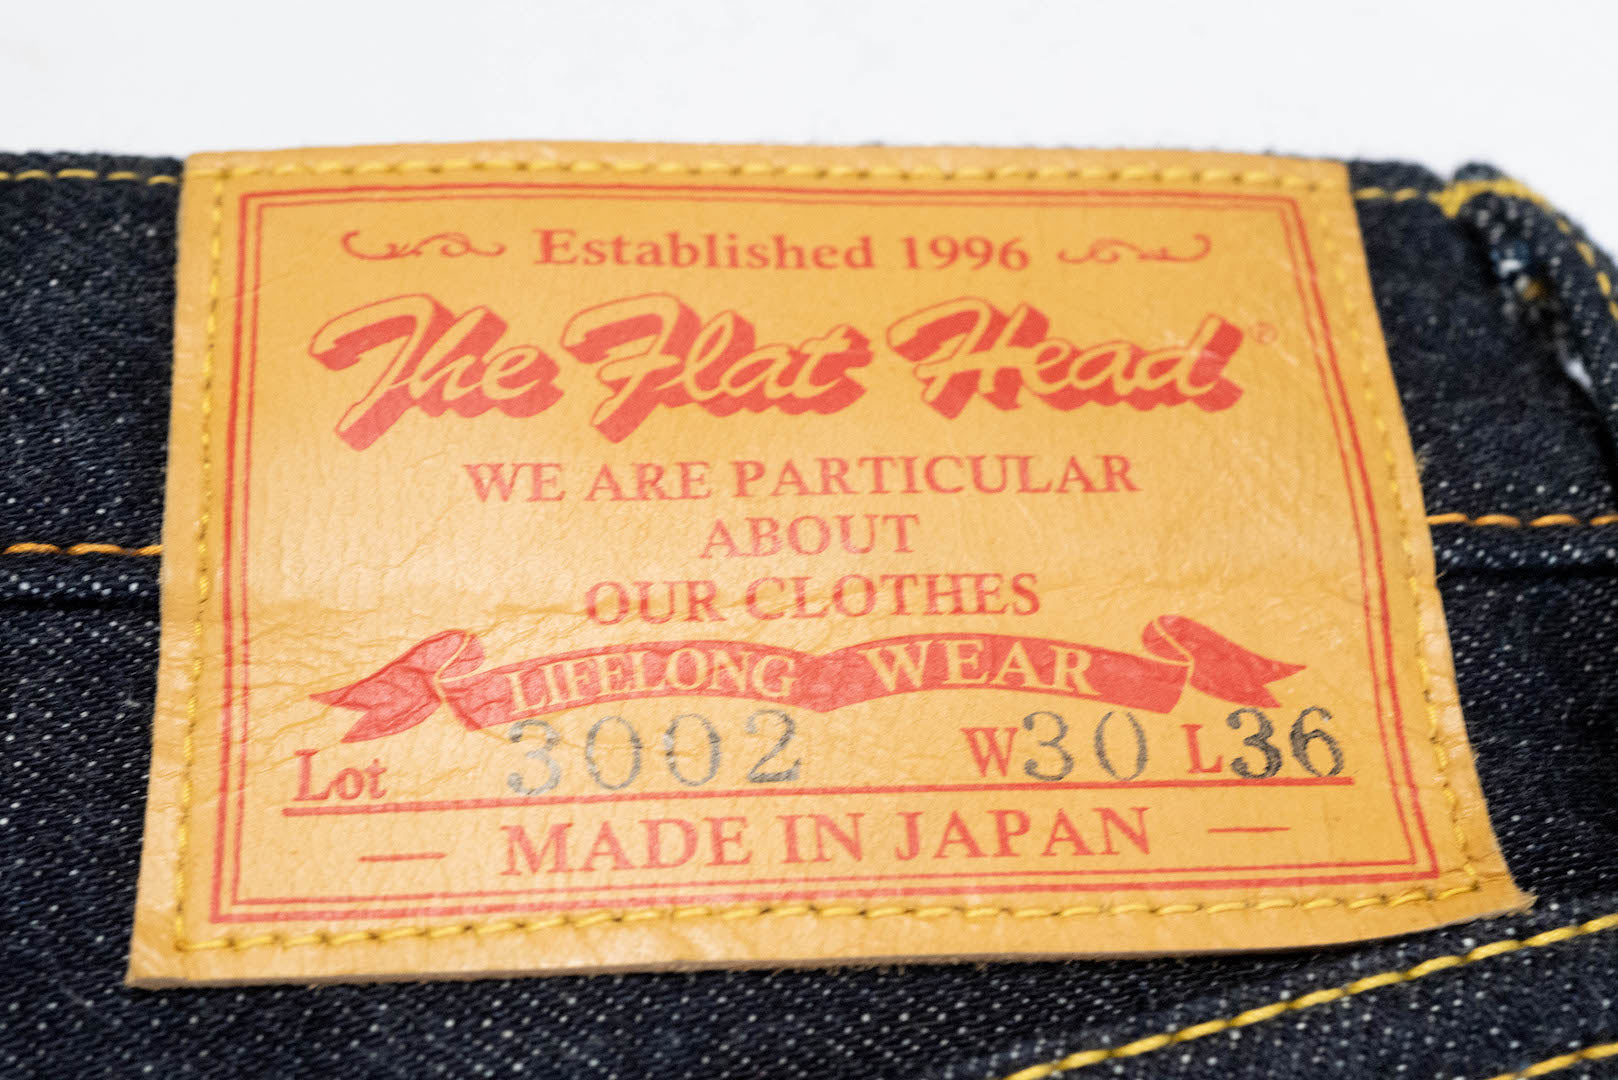 Established 1996
The Flat Head ®
WE ARE PARTICULAR
ABOUT
OUR CLOTHES
LIFELONG WEAR
Lot 3002 W30 L36
MADE IN JAPAN